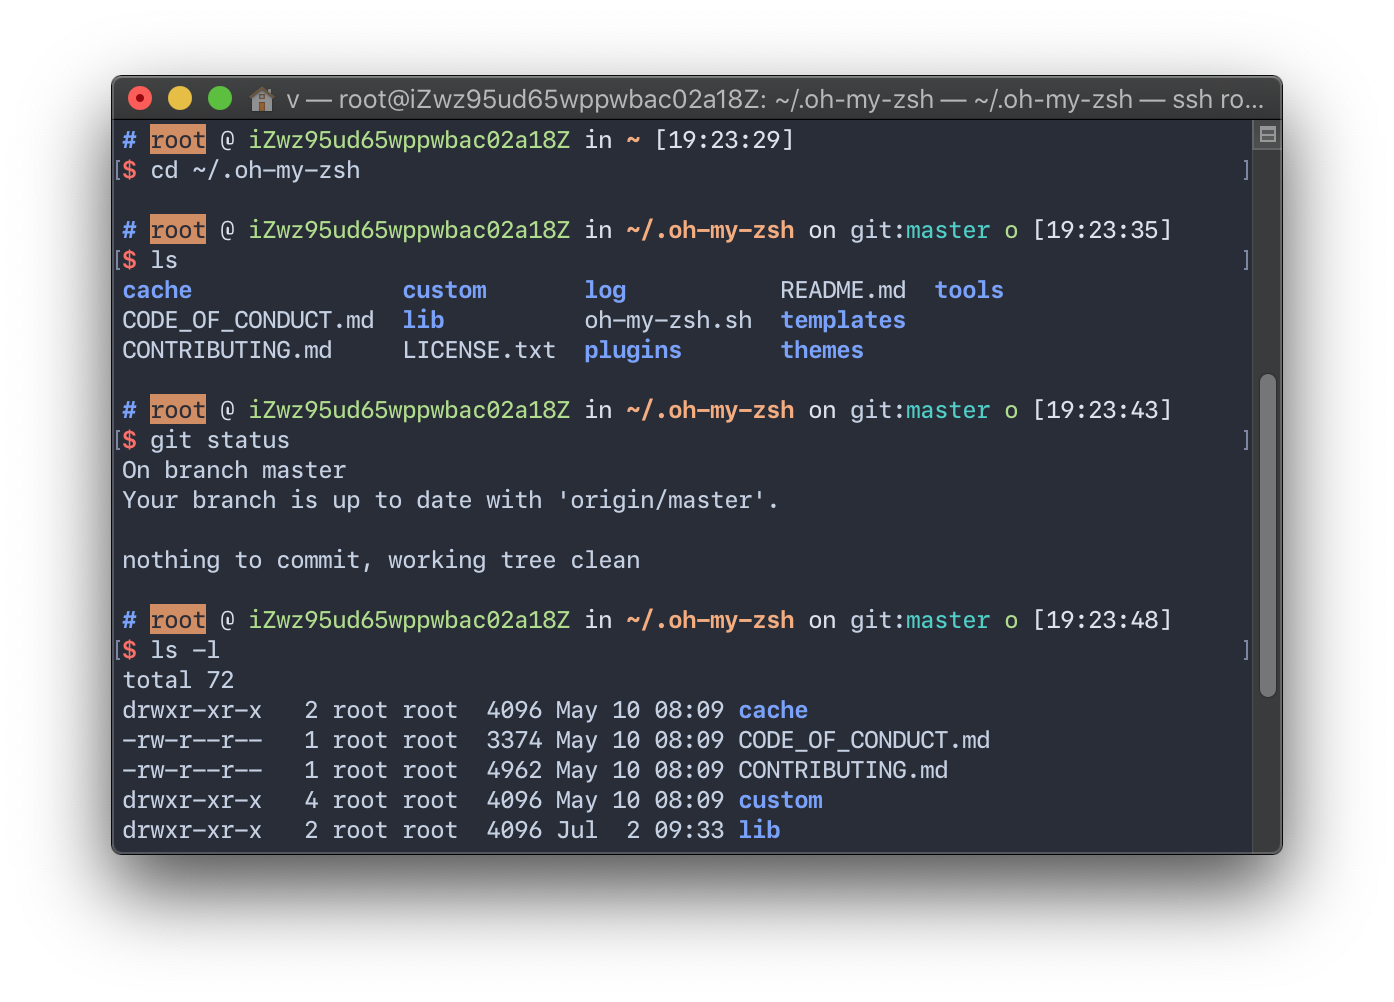 v — root@iZwz95ud65wppwbac02a18Z: ~/.oh-my-zsh — ~/.oh-my-zsh — ssh ro...
# root @ iZwz95ud65wppwbac02a18Z in ~ [19:23:29]
[$ cd ~/.oh-my-zsh ]
# root @ iZwz95ud65wppwbac02a18Z in ~/.oh-my-zsh on git:master o [19:23:35]
[$ ls ]
cache custom log README.md tools
CODE_OF_CONDUCT.md lib oh-my-zsh.sh templates
CONTRIBUTING.md LICENSE.txt plugins themes
# root @ iZwz95ud65wppwbac02a18Z in ~/.oh-my-zsh on git:master o [19:23:43]
[$ git status ]
On branch master
Your branch is up to date with 'origin/master'.
nothing to commit, working tree clean
# root @ iZwz95ud65wppwbac02a18Z in ~/.oh-my-zsh on git:master o [19:23:48]
[$ ls -l ]
total 72
drwxr-xr-x 2 root root 4096 May 10 08:09 cache
-rw-r--r-- 1 root root 3374 May 10 08:09 CODE_OF_CONDUCT.md
-rw-r--r-- 1 root root 4962 May 10 08:09 CONTRIBUTING.md
drwxr-xr-x 4 root root 4096 May 10 08:09 custom
drwxr-xr-x 2 root root 4096 Jul 2 09:33 lib